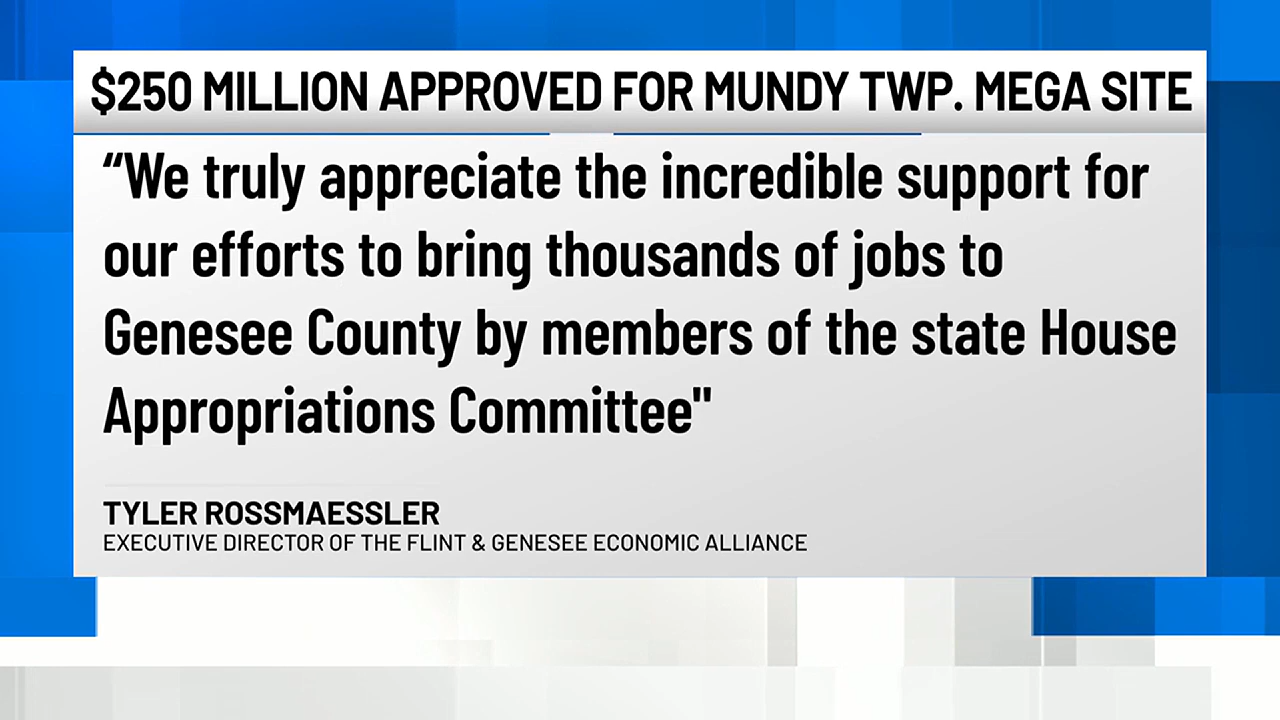 $250 MILLION APPROVED FOR MUNDY TWP. MEGA SITE
“We truly appreciate the incredible support for
our efforts to bring thousands of jobs to
Genesee County by members of the state House
Appropriations Committee"
TYLER ROSSMAESSLER
EXECUTIVE DIRECTOR OF THE FLINT & GENESEE ECONOMIC ALLIANCE